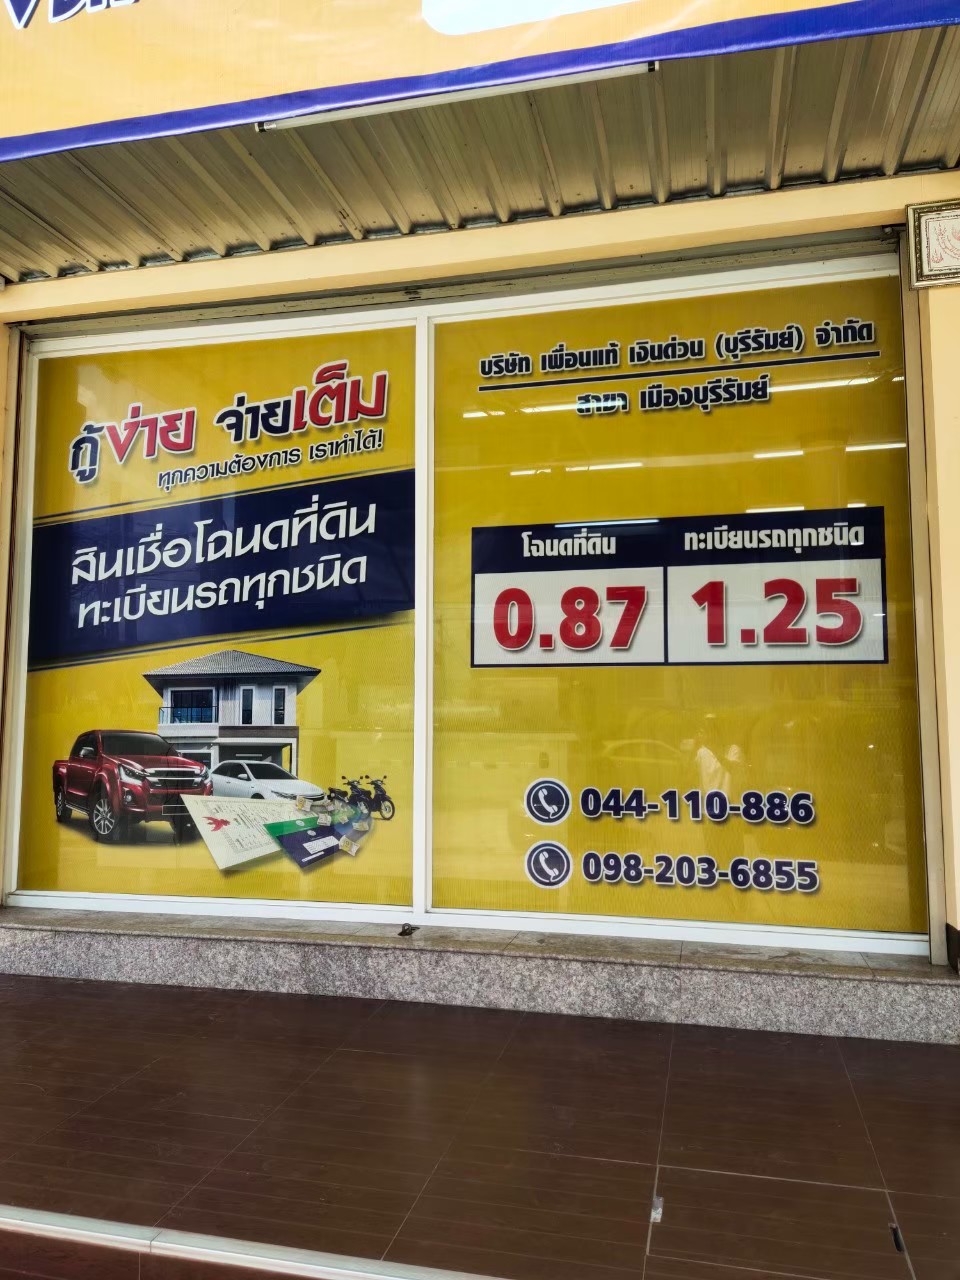 กู้ง่าย จ่ายเต็ม
ทุกความต้องการ เราทำได้!
สินเชื่อโฉนดที่ดิน
ทะเบียนรถทุกชนิด
บริษัท เพื่อนแท้ เงินด่วน (บุรีรัมย์) จำกัด
สาขา เมืองบุรีรัมย์
โฉนดที่ดิน
ทะเบียนรถทุกชนิด
0.87
1.25
044-110-886
098-203-6855